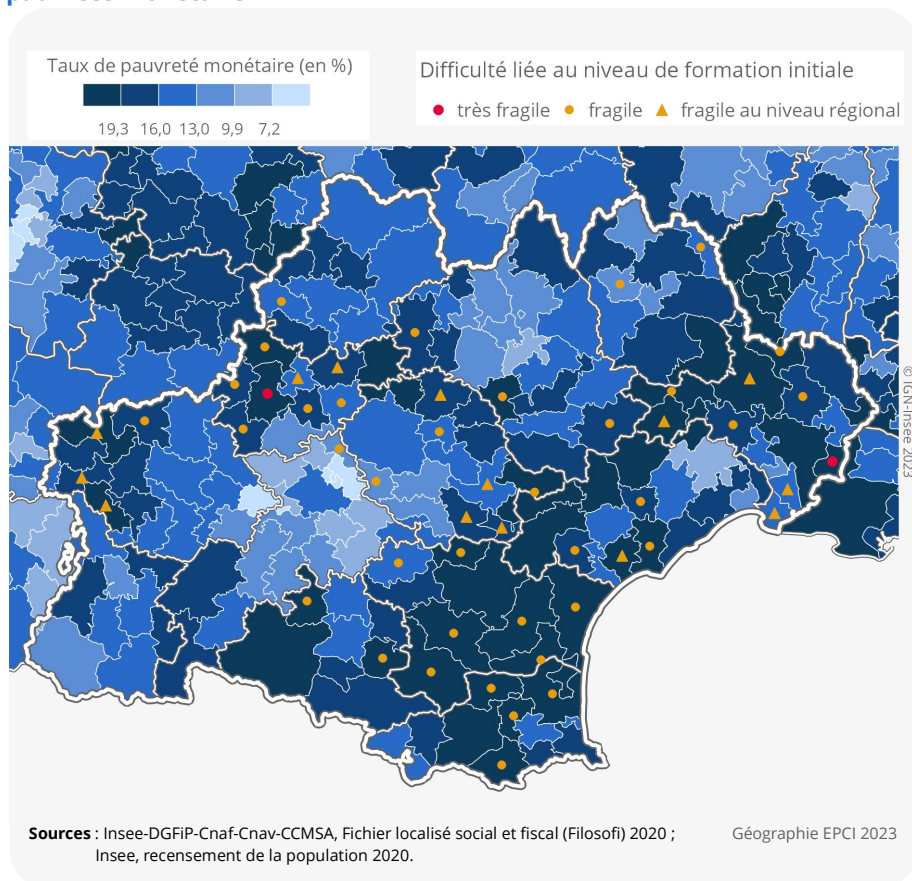 Taux de pauvreté monétaire (en %)
19,3 16,0 13,0 9,9 7,2
Difficulté liée au niveau de formation initiale
très fragile fragile fragile au niveau régional
© IGN-Insee 2023
Sources : Insee-DGFiP-Cnaf-Cnav-CCMSA, Fichier localisé social et fiscal (Filosofi) 2020 ;
Insee, recensement de la population 2020.
Géographie EPCI 2023